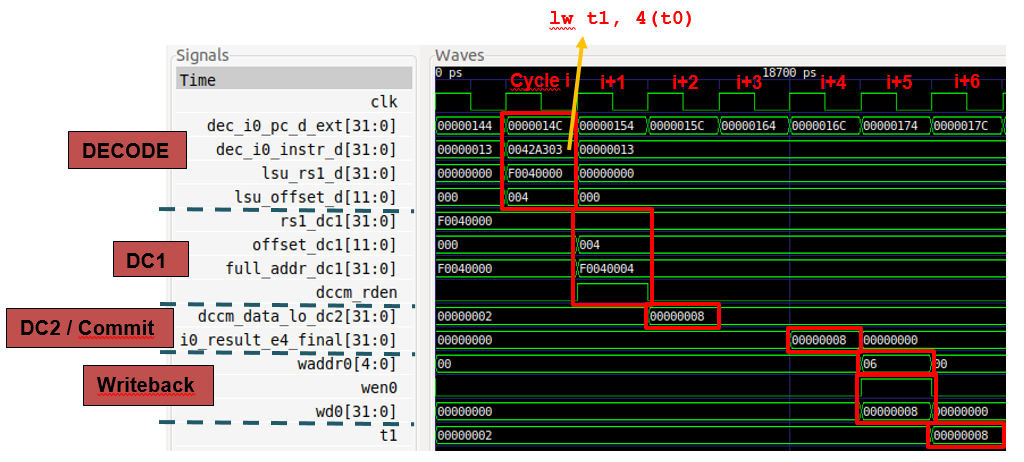 lw t1, 4(t0)
Signals
Waves
Time
0 ps
18700 ps
Cycle i
i+1
i+2
i+3
i+4
i+5
i+6
clk
DECODE
dec_i0_pc_d_ext[31:0]
00000144 0000014C 00000154 0000015C 00000164 0000016C 00000174 0000017C
dec_i0_instr_d[31:0]
00000013 0042A303 00000013
lsu_rs1_d[31:0]
00000000 F0040000 00000000
lsu_offset_d[11:0]
000 004 000
DC1
rs1_dc1[31:0]
F0040000
offset_dc1[11:0]
000 004
full_addr_dc1[31:0]
F0040000 F0040004
dccm_rden
DC2 / Commit
dccm_data_lo_dc2[31:0]
00000002 00000008
i0_result_e4_final[31:0]
00000000 00000008 00000000
Writeback
waddr0[4:0]
00 06 00
wen0
wd0[31:0]
00000000 00000008 00000000
t1
00000002 00000008